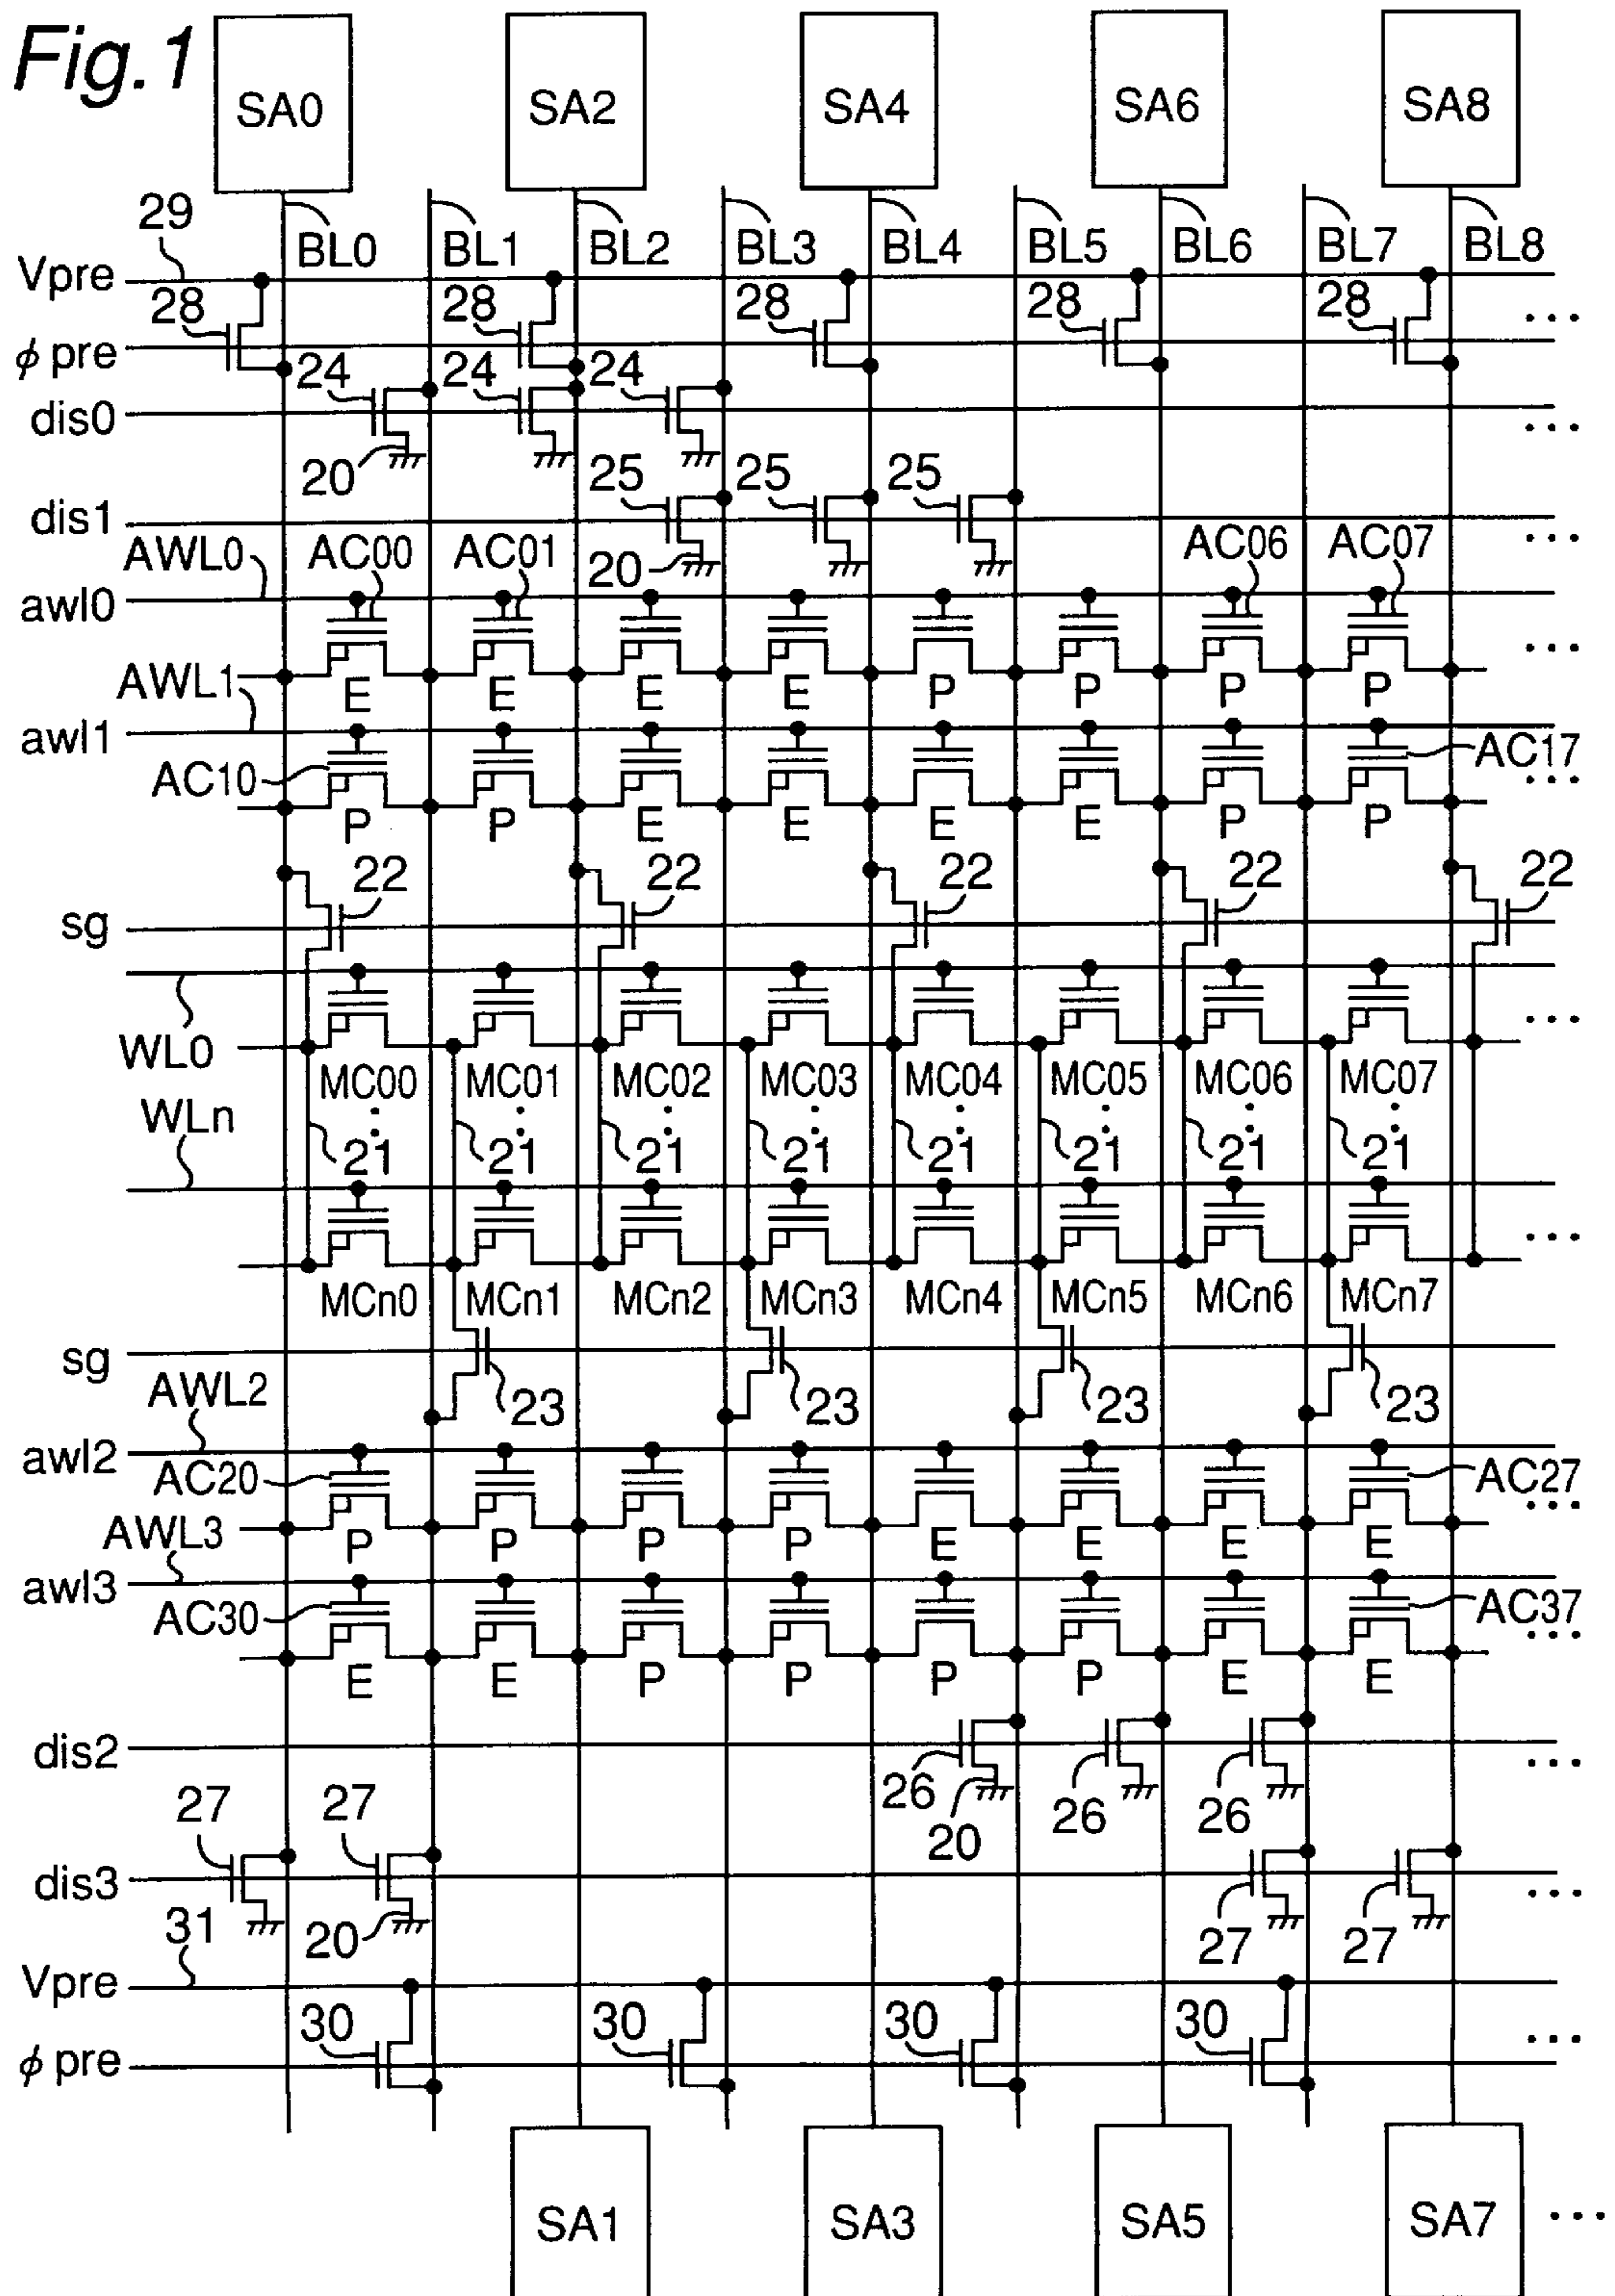 Fig.1
SA0 SA2 SA4 SA6 SA8
29
BL0 BL1 BL2 BL3 BL4 BL5 BL6 BL7 BL8
Vpre
28 28 28 28 28
φ pre ...
24 24 24
dis0 ...
20
25 25 25
dis1 ...
AWL0 AC00 AC01 20 AC06 AC07
awl0
...
AWL1 E E E E P P P P
awl1 AC17
AC10 ...
P P E E E E P P
22 22 22 22 22
sg
WL0 ...
MC00 MC01 MC02 MC03 MC04 MC05 MC06 MC07
WLn : : : : : : : :
21 21 21 21 21 21 21 21
...
MCn0 MCn1 MCn2 MCn3 MCn4 MCn5 MCn6 MCn7
sg
AWL2 23 23 23 23
awl2
AC20 AC27
...
AWL3 P P P P E E E E
awl3
AC30 AC37
...
E E P P P P E E
dis2 ...
26 20 26 26
27 27
dis3 ...
31 20 27 27
Vpre
30 30 30 30
φ pre ...
SA1 SA3 SA5 SA7 ...